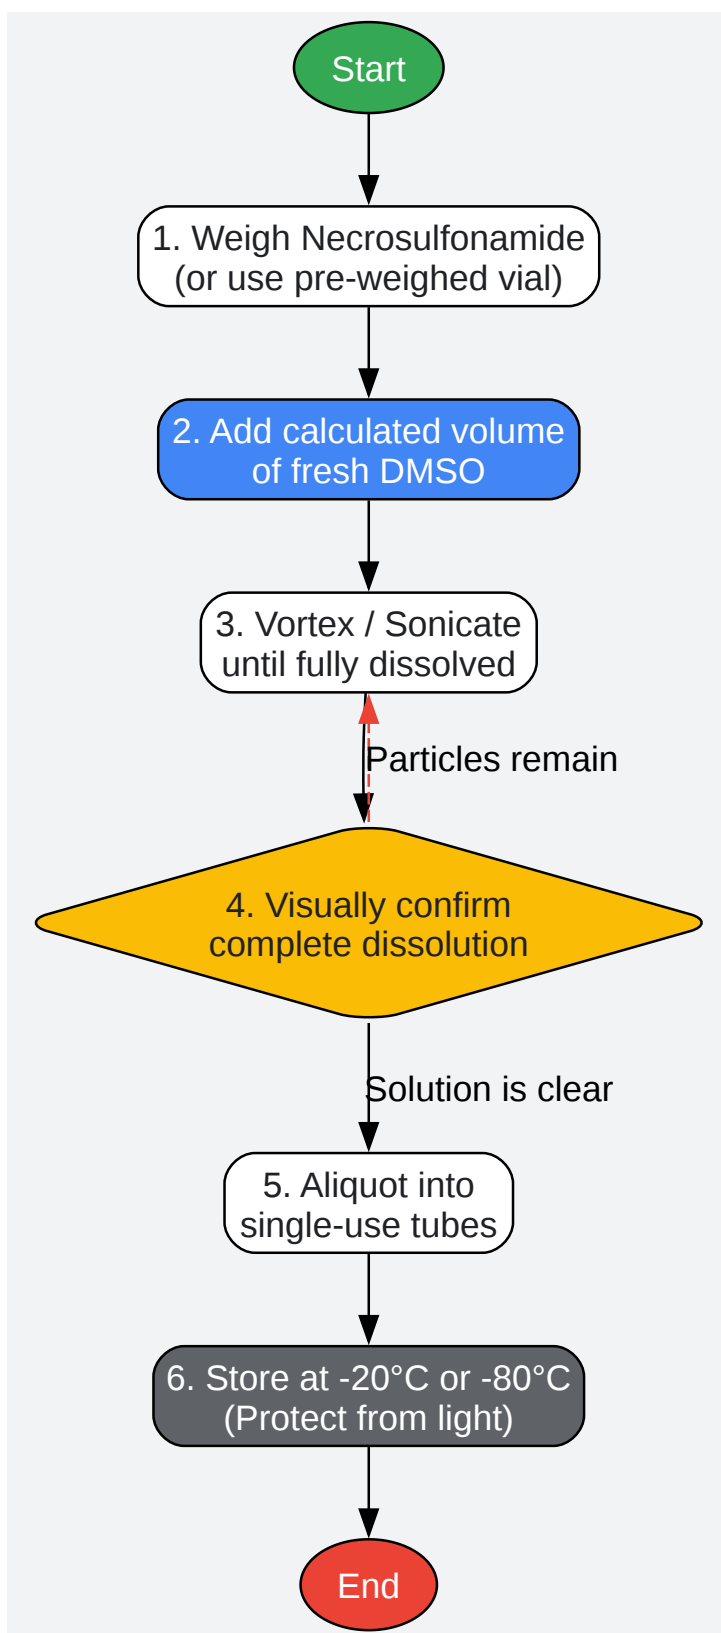 Start
1. Weigh Necrosulfonamide
(or use pre-weighed vial)
2. Add calculated volume
of fresh DMSO
3. Vortex / Sonicate
until fully dissolved
Particles remain
4. Visually confirm
complete dissolution
Solution is clear
5. Aliquot into
single-use tubes
6. Store at -20°C or -80°C
(Protect from light)
End